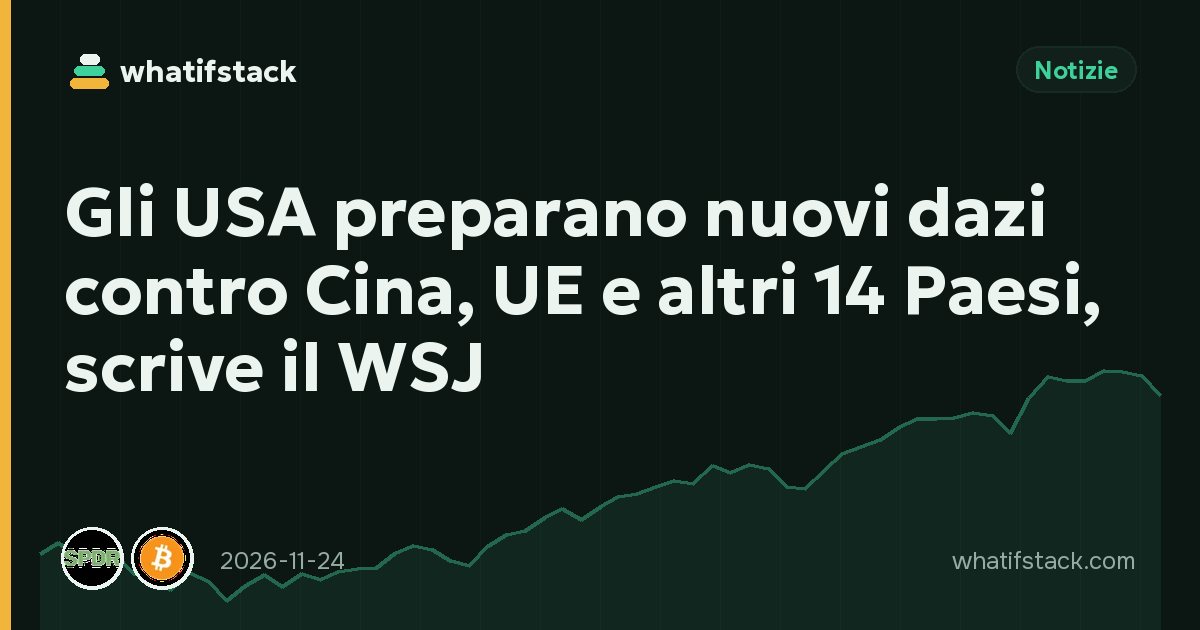 whatifstack
Notizie
Gli USA preparano nuovi dazi
contro Cina, UE e altri 14 Paesi,
scrive il WSJ
SPDR
2026-11-24
whatifstack.com